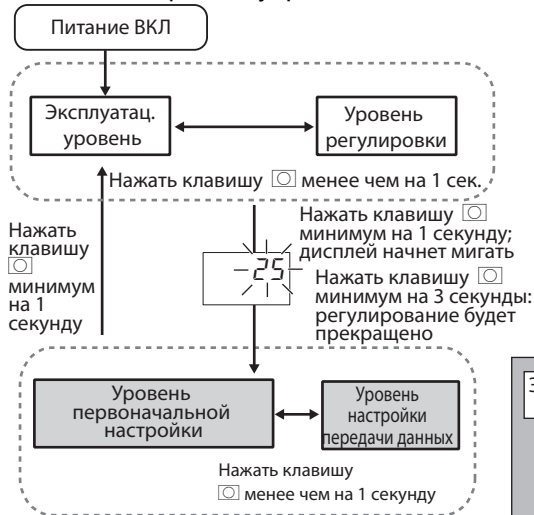 Питание ВКЛ
Эксплуатац.
уровень
Уровень
регулировки
Нажать клавишу менее чем на 1 сек.
Нажать
клавишу
минимум
на 1
секунду
Нажать клавишу
минимум на 1 секунду;
дисплей начнет мигать
25
Нажать клавишу
минимум на 3 секунды:
регулирование будет
прекращено
Уровень
первоначальной
настройки
Уровень
настройки
передачи данных
Нажать клавишу
менее чем на 1 секунду